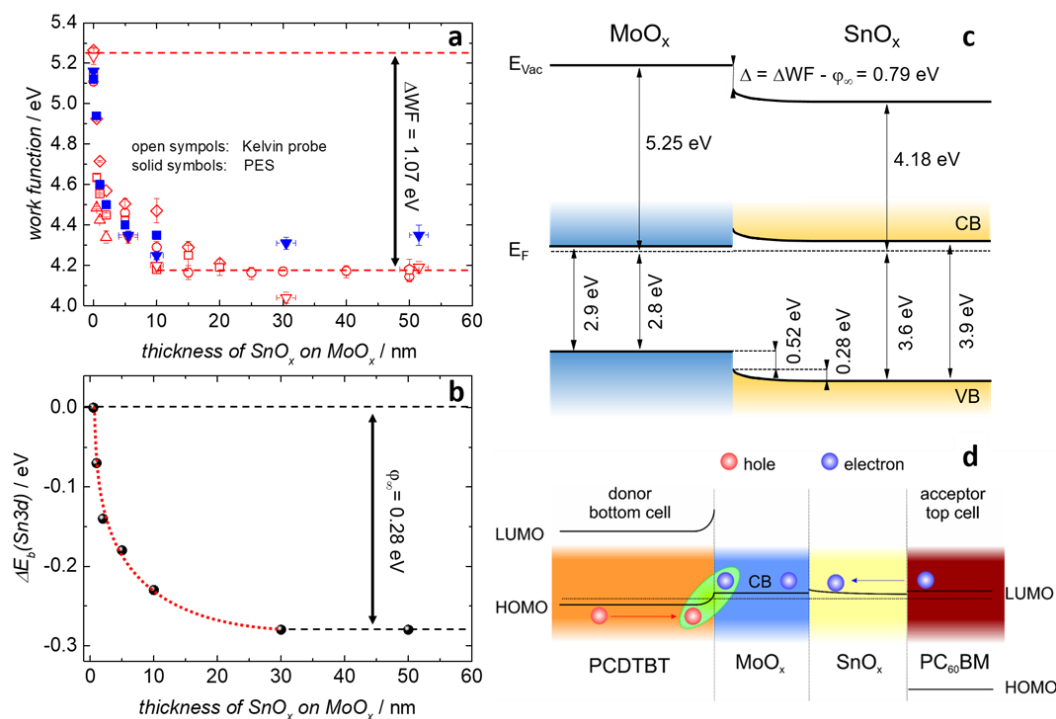 a
5.4
5.2
5.0
4.8
4.6
4.4
4.2
4.0
work function / eV
ΔWF = 1.07 eV
open sympols: Kelvin probe
solid symbols: PES
0 10 20 30 40 50 60
thickness of SnOx on MoOx / nm
b
0.0
-0.1
-0.2
-0.3
ΔEb(Sn3d) / eV
φ∞ = 0.28 eV
0 10 20 30 40 50 60
thickness of SnOx on MoOx / nm
MoOx SnOx
c
EVac
Δ = ΔWF - φ∞ = 0.79 eV
5.25 eV
4.18 eV
CB
EF
2.9 eV
2.8 eV
0.52 eV
0.28 eV
3.6 eV
3.9 eV
VB
d
hole electron
donor
bottom cell
acceptor
top cell
LUMO
HOMO
CB
LUMO
PCDTBT MoOx SnOx PC60BM
HOMO